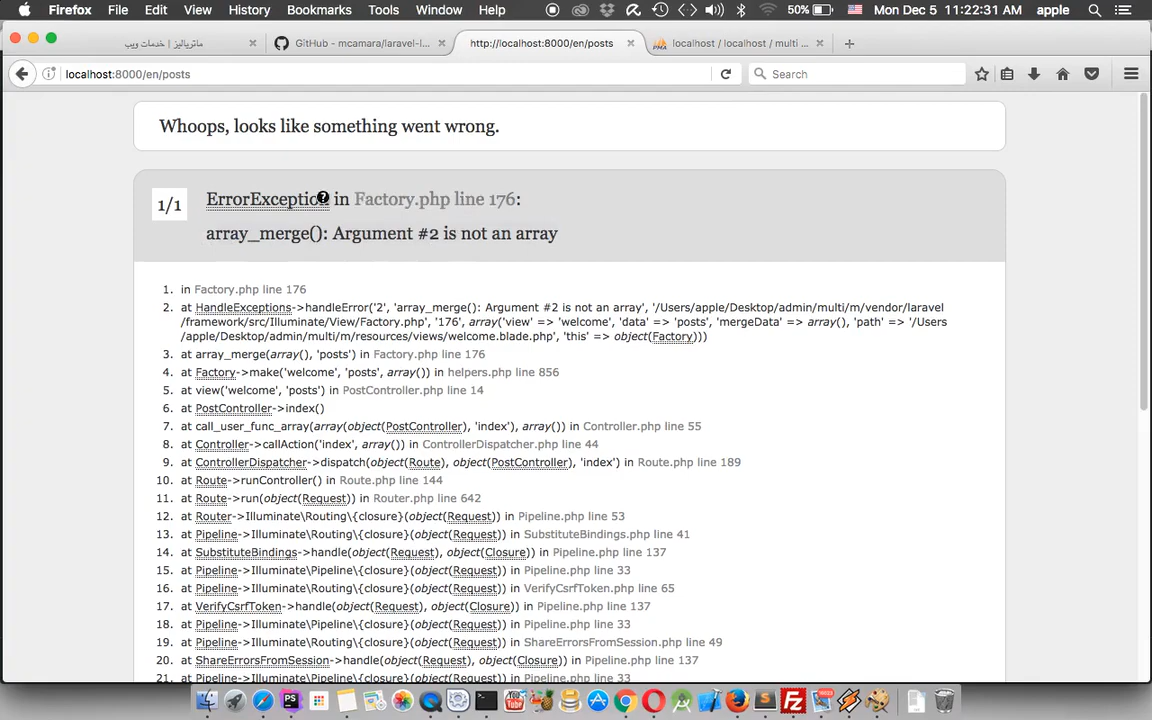 Firefox File Edit View History Bookmarks Tools Window Help 50% Mon Dec 5 11:22:31 AM apple
ماتریالیز | خدمات ویب GitHub - mcamara/laravel-l... http://localhost:8000/en/posts localhost / localhost / multi ...
localhost:8000/en/posts Search
Whoops, looks like something went wrong.
1/1 ErrorException in Factory.php line 176:
array_merge(): Argument #2 is not an array
1. in Factory.php line 176
2. at HandleExceptions->handleError('2', 'array_merge(): Argument #2 is not an array', '/Users/apple/Desktop/admin/multi/m/vendor/laravel
/framework/src/Illuminate/View/Factory.php', '176', array('view' => 'welcome', 'data' => 'posts', 'mergeData' => array(), 'path' => '/Users
/apple/Desktop/admin/multi/m/resources/views/welcome.blade.php', 'this' => object(Factory)))
3. at array_merge(array(), 'posts') in Factory.php line 176
4. at Factory->make('welcome', 'posts', array()) in helpers.php line 856
5. at view('welcome', 'posts') in PostController.php line 14
6. at PostController->index()
7. at call_user_func_array(array(object(PostController), 'index'), array()) in Controller.php line 55
8. at Controller->callAction('index', array()) in ControllerDispatcher.php line 44
9. at ControllerDispatcher->dispatch(object(Route), object(PostController), 'index') in Route.php line 189
10. at Route->runController() in Route.php line 144
11. at Route->run(object(Request)) in Router.php line 642
12. at Router->Illuminate\Routing\{closure}(object(Request)) in Pipeline.php line 53
13. at Pipeline->Illuminate\Routing\{closure}(object(Request)) in SubstituteBindings.php line 41
14. at SubstituteBindings->handle(object(Request), object(Closure)) in Pipeline.php line 137
15. at Pipeline->Illuminate\Pipeline\{closure}(object(Request)) in Pipeline.php line 33
16. at Pipeline->Illuminate\Routing\{closure}(object(Request)) in VerifyCsrfToken.php line 65
17. at VerifyCsrfToken->handle(object(Request), object(Closure)) in Pipeline.php line 137
18. at Pipeline->Illuminate\Pipeline\{closure}(object(Request)) in Pipeline.php line 33
19. at Pipeline->Illuminate\Routing\{closure}(object(Request)) in ShareErrorsFromSession.php line 49
20. at ShareErrorsFromSession->handle(object(Request), object(Closure)) in Pipeline.php line 137
21. at Pipeline->Illuminate\Pipeline\{closure}(object(Request)) in Pipeline.php line 33